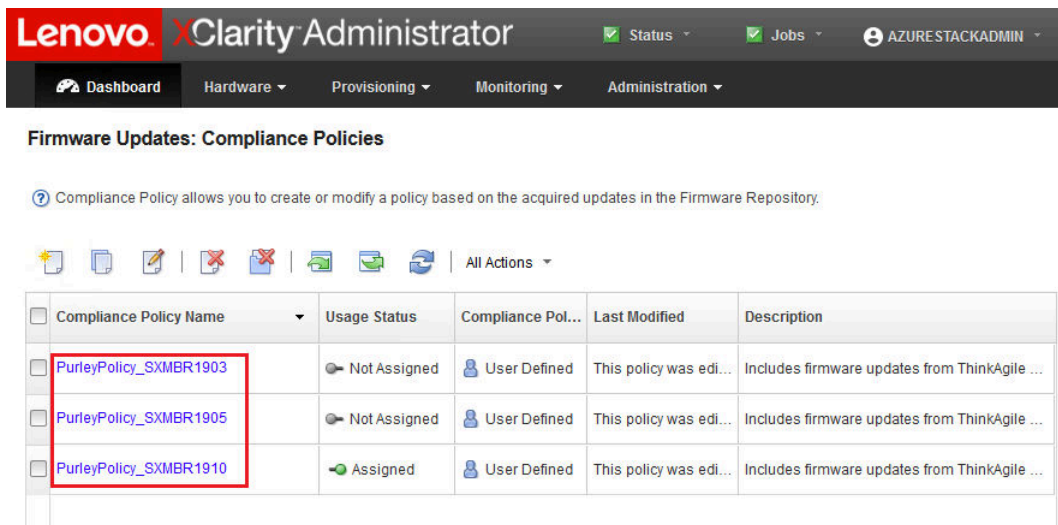 Lenovo. XClarity Administrator Status Jobs AZURESTACKADMIN
Dashboard Hardware Provisioning Monitoring Administration
Firmware Updates: Compliance Policies
? Compliance Policy allows you to create or modify a policy based on the acquired updates in the Firmware Repository.
All Actions
Compliance Policy Name Usage Status Compliance Pol... Last Modified Description
PurleyPolicy_SXMBR1903 Not Assigned User Defined This policy was edi... Includes firmware updates from ThinkAgile ...
PurleyPolicy_SXMBR1905 Not Assigned User Defined This policy was edi... Includes firmware updates from ThinkAgile ...
PurleyPolicy_SXMBR1910 Assigned User Defined This policy was edi... Includes firmware updates from ThinkAgile ...